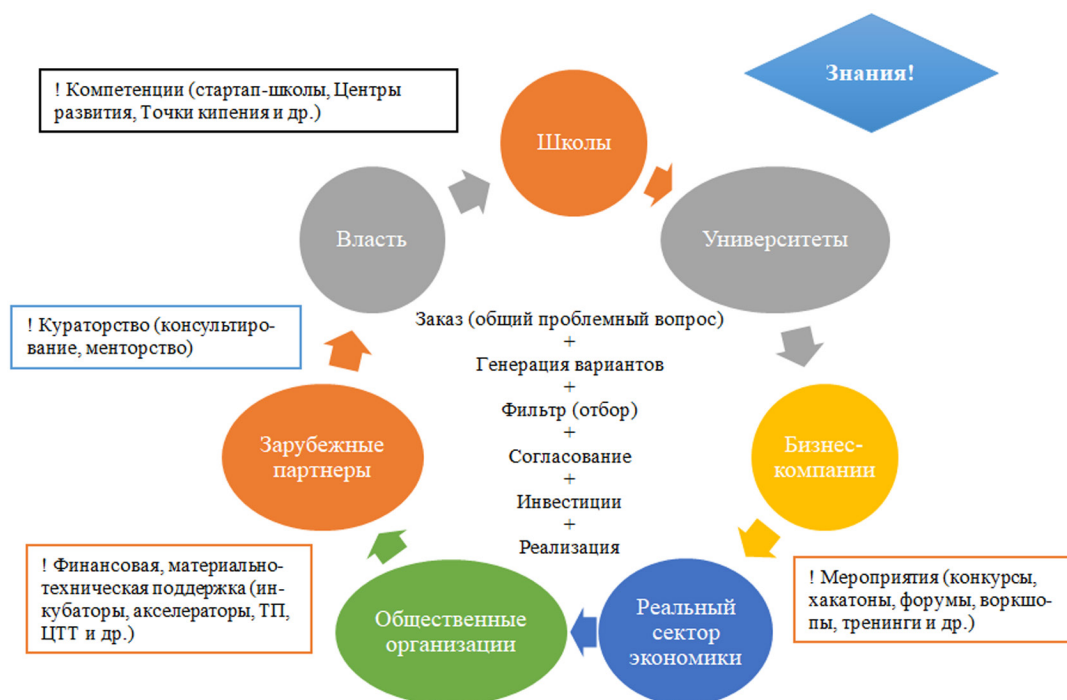 ! Компетенции (стартап-школы, Центры
развития, Точки кипения и др.)
Знания!
Школы
Власть
Университеты
! Кураторство (консультиро-
вание, менторство)
Заказ (общий проблемный вопрос)
+
Генерация вариантов
+
Фильтр (отбор)
+
Согласование
+
Инвестиции
+
Реализация
Зарубежные
партнеры
Бизнес-
компании
! Финансовая, материально-
техническая поддержка (ин-
кубаторы, акселераторы, ТП,
ЦТТ и др.)
Общественные
организации
Реальный
сектор
экономики
! Мероприятия (конкурсы,
хакатоны, форумы, воркшо-
пы, тренинги и др.)